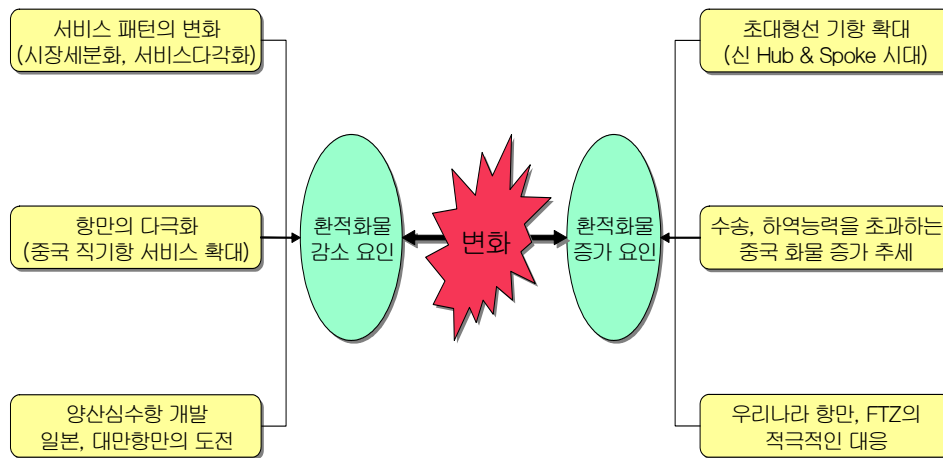 서비스 패턴의 변화
(시장세분화, 서비스다각화)
항만의 다극화
(중국 직기항 서비스 확대)
양산심수항 개발
일본, 대만항만의 도전
환적화물
감소 요인
변화
환적화물
증가 요인
초대형선 기항 확대
(신 Hub & Spoke 시대)
수송, 하역능력을 초과하는
중국 화물 증가 추세
우리나라 항만, FTZ의
적극적인 대응